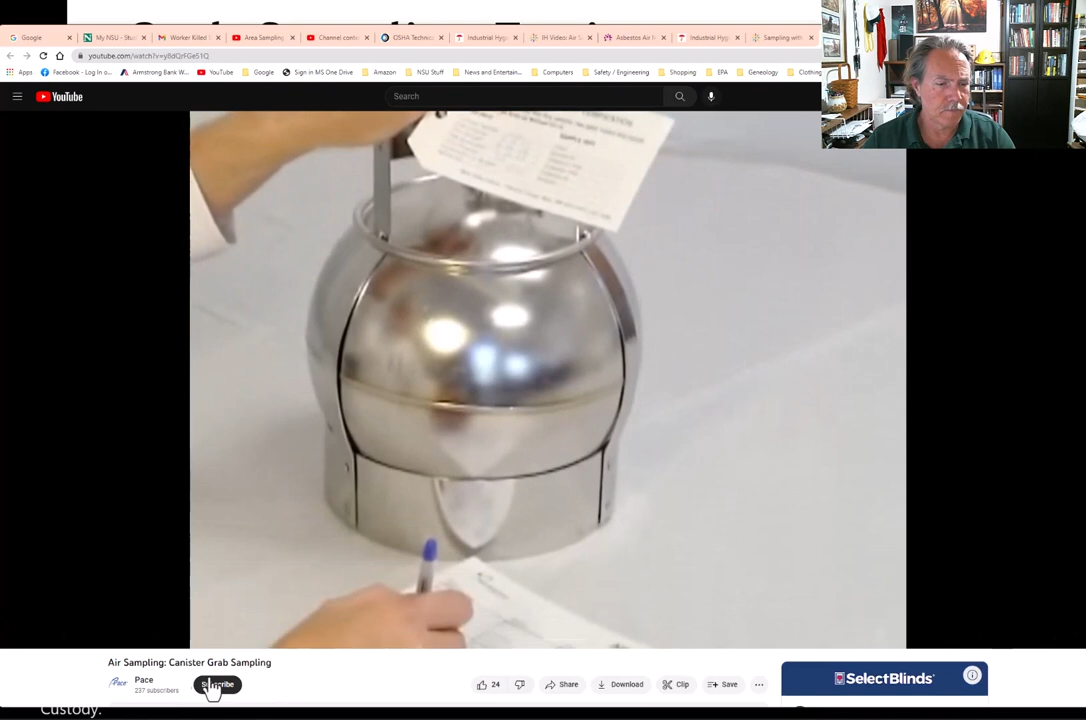 Google
My NSU - Stu
Worker Killed
Area Sampling
Channel conte
OSHA Technic
Industrial Hyg
IH Video: Air S
Asbestos Air M
Industrial Hyg
Sampling with
youtube.com/watch?v=y8dQrFGe51Q
Apps
Facebook - Log In o...
Armstrong Bank W...
YouTube
Google
Sign in MS One Drive
Amazon
NSU Stuff
News and Entertain...
Computers
Safety / Engineering
Shopping
EPA
Geneology
Clothing
YouTube
Search
Air Sampling: Canister Grab Sampling
Pace
Pace
237 subscribers
Subscribe
24
Share
Download
Clip
Save
SelectBlinds
Custody.